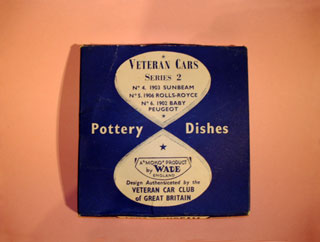 VETERAN CARS
SERIES 2
Nº 4. 1903 SUNBEAM
Nº 5. 1906 ROLLS-ROYCE
Nº 6. 1902 BABY
PEUGEOT
Pottery Dishes
A "MOKO" PRODUCT
by WADE
ENGLAND
Design Authenticated by the
VETERAN CAR CLUB
of GREAT BRITAIN